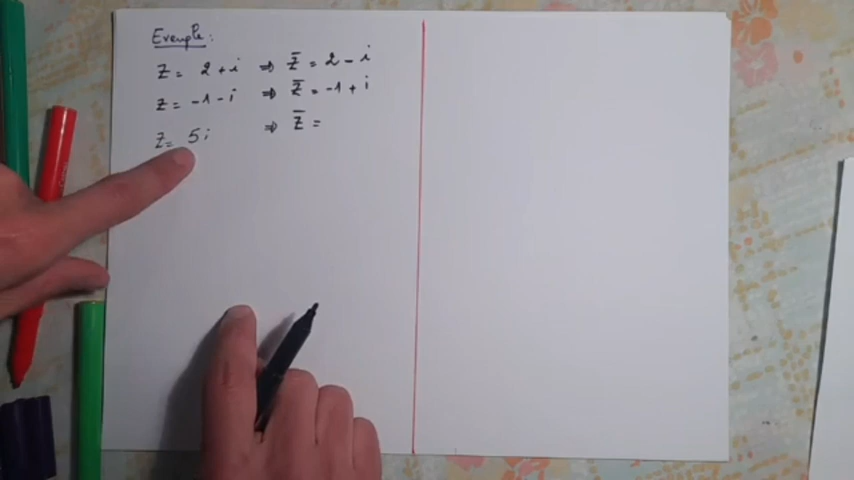 Exemple:
Z = 2 + i ⇒ Z̄ = 2 - i
Z = -1 - i ⇒ Z̄ = -1 + i
Z = 5i ⇒ Z̄ =